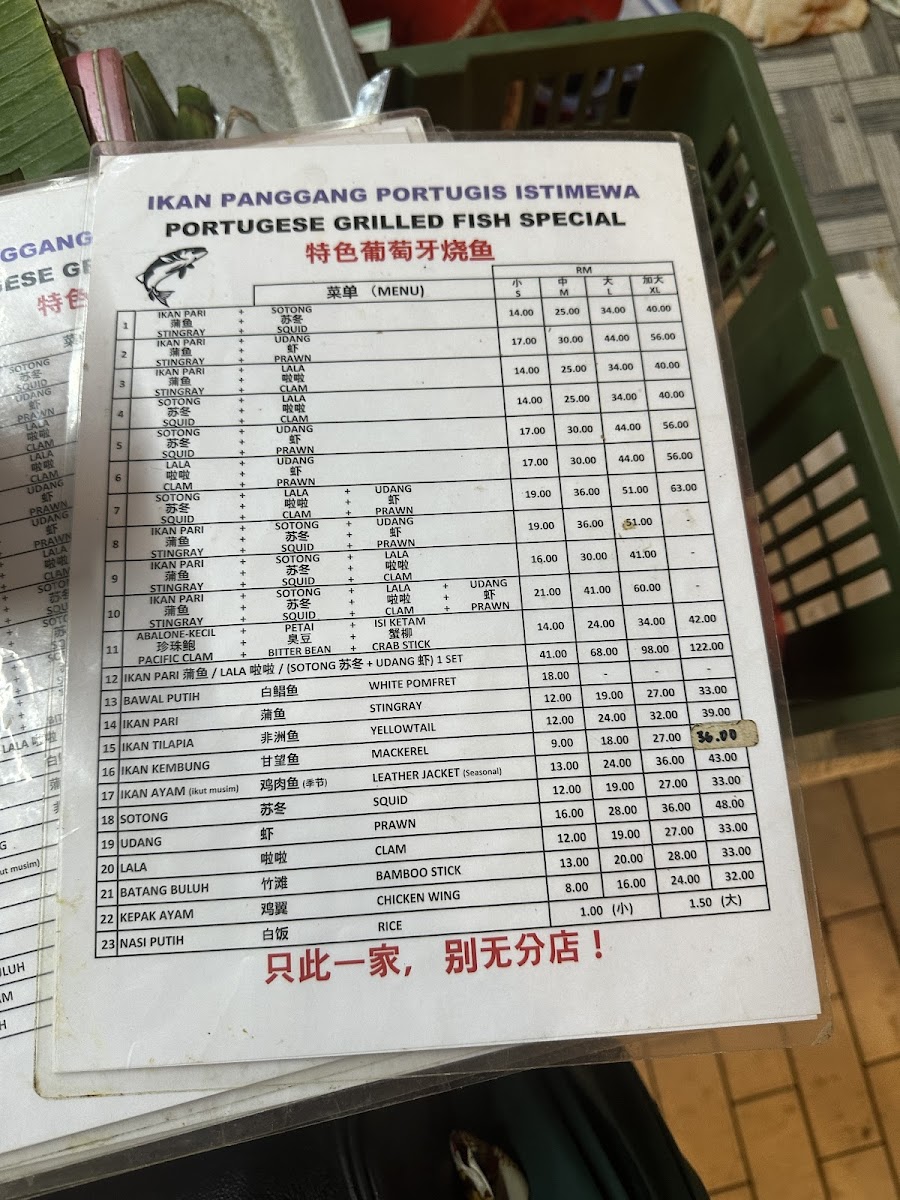 IKAN PANGGANG PORTUGIS ISTIMEWA
PORTUGESE GRILLED FISH SPECIAL
特色葡萄牙烧鱼
RM
菜单 （MENU) 小 中 大 加大
S M L XL
IKAN PARI + SOTONG
1 蒲鱼 + 苏冬 14.00 25.00 34.00 40.00
STINGRAY + SQUID
IKAN PARI + UDANG
2 蒲鱼 + 虾 17.00 30.00 44.00 56.00
STINGRAY + PRAWN
IKAN PARI + LALA
3 蒲鱼 + 啦啦 14.00 25.00 34.00 40.00
STINGRAY + CLAM
SOTONG + LALA
4 苏冬 + 啦啦 14.00 25.00 34.00 40.00
SQUID + CLAM
SOTONG + UDANG
5 苏冬 + 虾 17.00 30.00 44.00 56.00
SQUID + PRAWN
LALA + UDANG
6 啦啦 + 虾 17.00 30.00 44.00 56.00
CLAM + PRAWN
SOTONG + LALA + UDANG
7 苏冬 + 啦啦 + 虾 19.00 36.00 51.00 63.00
SQUID + CLAM + PRAWN
IKAN PARI + SOTONG + UDANG
8 蒲鱼 + 苏冬 + 虾 19.00 36.00 51.00 -
STINGRAY + SQUID + PRAWN
IKAN PARI + SOTONG + LALA
9 蒲鱼 + 苏冬 + 啦啦 16.00 30.00 41.00 -
STINGRAY + SQUID + CLAM
IKAN PARI + SOTONG + LALA + UDANG
10 蒲鱼 + 苏冬 + 啦啦 + 虾 21.00 41.00 60.00 -
STINGRAY + SQUID + CLAM + PRAWN
ABALONE-KECIL + PETAI + ISI KETAM
11 珍珠鲍 + 臭豆 + 蟹柳 14.00 24.00 34.00 42.00
PACIFIC CLAM + BITTER BEAN + CRAB STICK
12 IKAN PARI 蒲鱼 / LALA 啦啦 / (SOTONG 苏冬 + UDANG 虾) 1 SET 41.00 68.00 98.00 122.00
13 BAWAL PUTIH 白鲳鱼 WHITE POMFRET 18.00 - - -
14 IKAN PARI 蒲鱼 STINGRAY 12.00 19.00 27.00 33.00
15 IKAN TILAPIA 非洲鱼 YELLOWTAIL 12.00 24.00 32.00 39.00
16 IKAN KEMBUNG 甘望鱼 MACKEREL 9.00 18.00 27.00 36.00
17 IKAN AYAM (ikut musim) 鸡肉鱼 (季节) LEATHER JACKET (Seasonal) 13.00 24.00 36.00 43.00
18 SOTONG 苏冬 SQUID 12.00 19.00 27.00 33.00
19 UDANG 虾 PRAWN 16.00 28.00 36.00 48.00
20 LALA 啦啦 CLAM 12.00 19.00 27.00 33.00
21 BATANG BULUH 竹滩 BAMBOO STICK 13.00 20.00 28.00 33.00
22 KEPAK AYAM 鸡翼 CHICKEN WING 8.00 16.00 24.00 32.00
23 NASI PUTIH 白饭 RICE 1.00 (小) 1.50 (大)
只此一家， 别无分店！